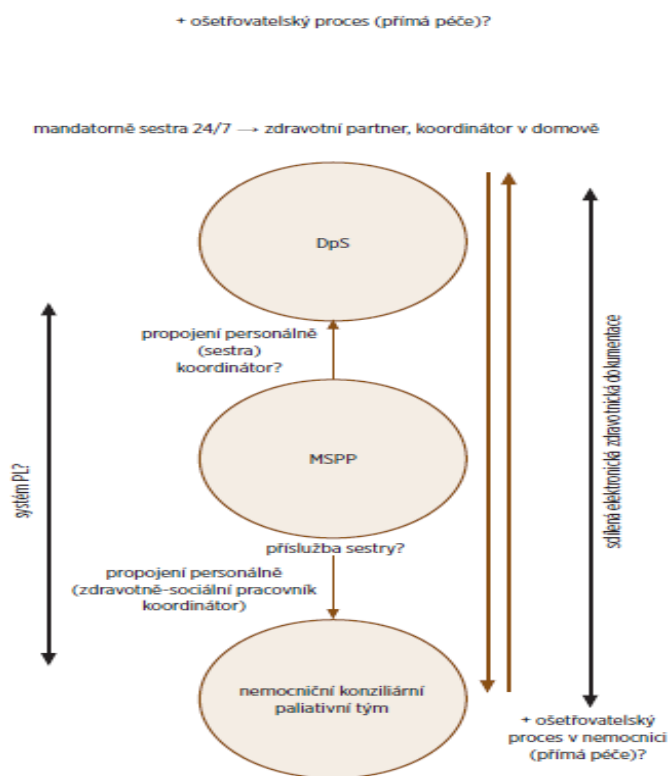 + ošetřovatelský proces (přímá péče)?
mandatorně sestra 24/7 → zdravotní partner, koordinátor v domově
DpS
propojení personálně
(sestra)
koordinátor?
MSPP
systém PL?
sdílená elektronická zdravotnická dokumentace
příslužba sestry?
propojení personálně
(zdravotně-sociální pracovník
koordinátor)
nemocniční konziliární
paliativní tým
+ ošetřovatelský
proces v nemocnici
(přímá péče)?